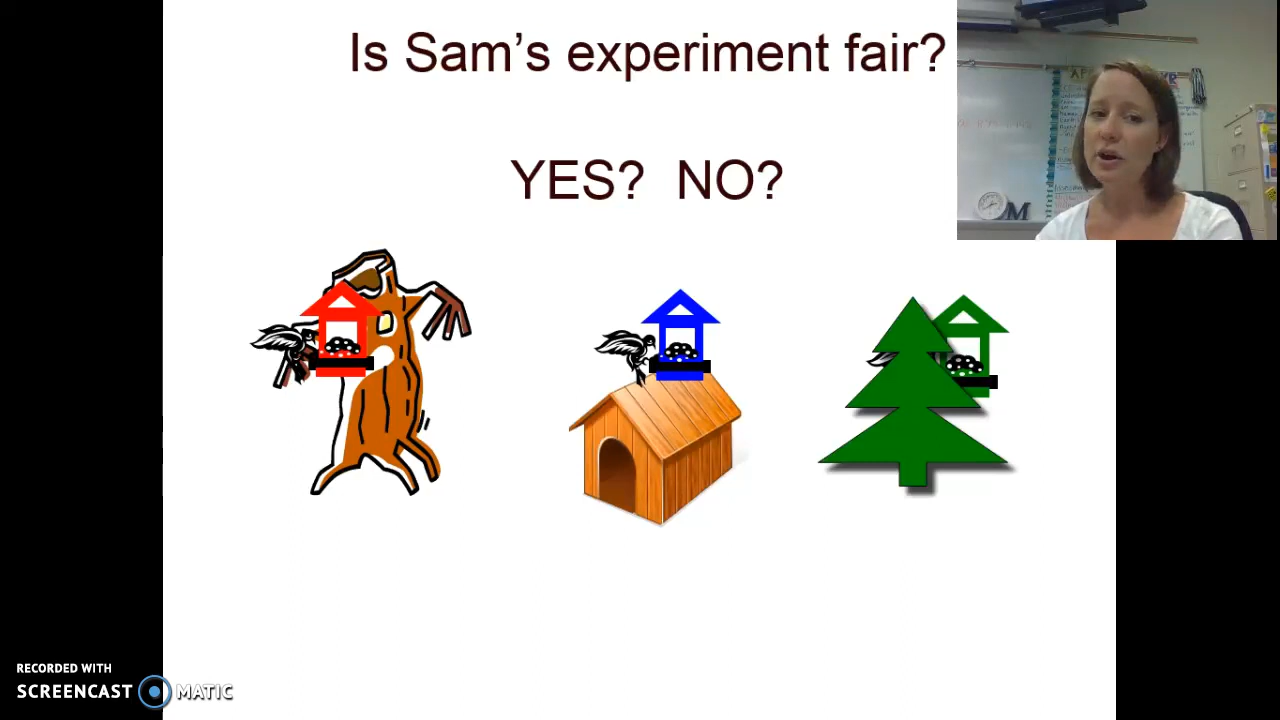 Is Sam's experiment fair?
YES? NO?
M
RECORDED WITH
SCREENCAST MATIC